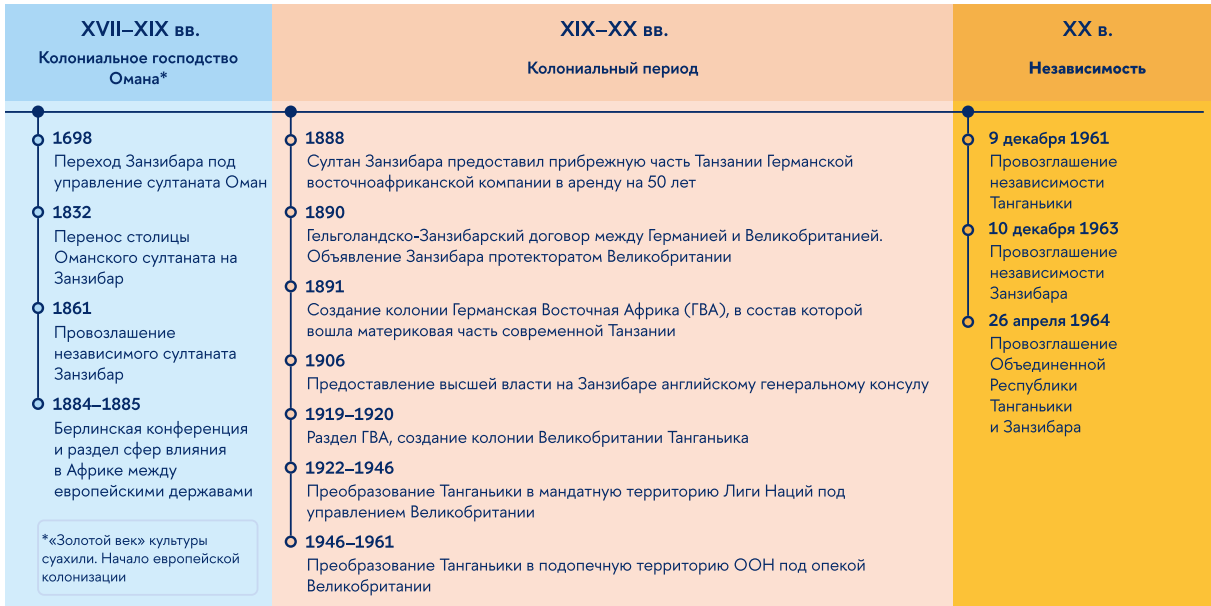 XVII–XIX вв.
Колониальное господство
Омана*
1698
Переход Занзибара под
управление султаната Оман
1832
Перенос столицы
Оманского султаната на
Занзибар
1861
Провозлашение
независимого султаната
Занзибар
1884–1885
Берлинская конференция
и раздел сфер влияния
в Африке между
европейскими державами
*«Золотой век» культуры
суахили. Начало европейской
колонизации
XIX–XX вв.
Колониальный период
1888
Султан Занзибара предоставил прибрежную часть Танзании Германской
восточноафриканской компании в аренду на 50 лет
1890
Гельголандско-Занзибарский договор между Германией и Великобританией.
Объявление Занзибара протекторатом Великобритании
1891
Создание колонии Германская Восточная Африка (ГВА), в состав которой
вошла материковая часть современной Танзании
1906
Предоставление высшей власти на Занзибаре английскому генеральному консулу
1919–1920
Раздел ГВА, создание колонии Великобритании Танганьика
1922–1946
Преобразование Танганьики в мандатную территорию Лиги Наций под
управлением Великобритании
1946–1961
Преобразование Танганьики в подопечную территорию ООН под опекой
Великобритании
XX в.
Независимость
9 декабря 1961
Провозглашение
независимости
Танганьики
10 декабря 1963
Провозглашение
независимости
Занзибара
26 апреля 1964
Провозглашение
Объединенной
Республики
Танганьики
и Занзибара